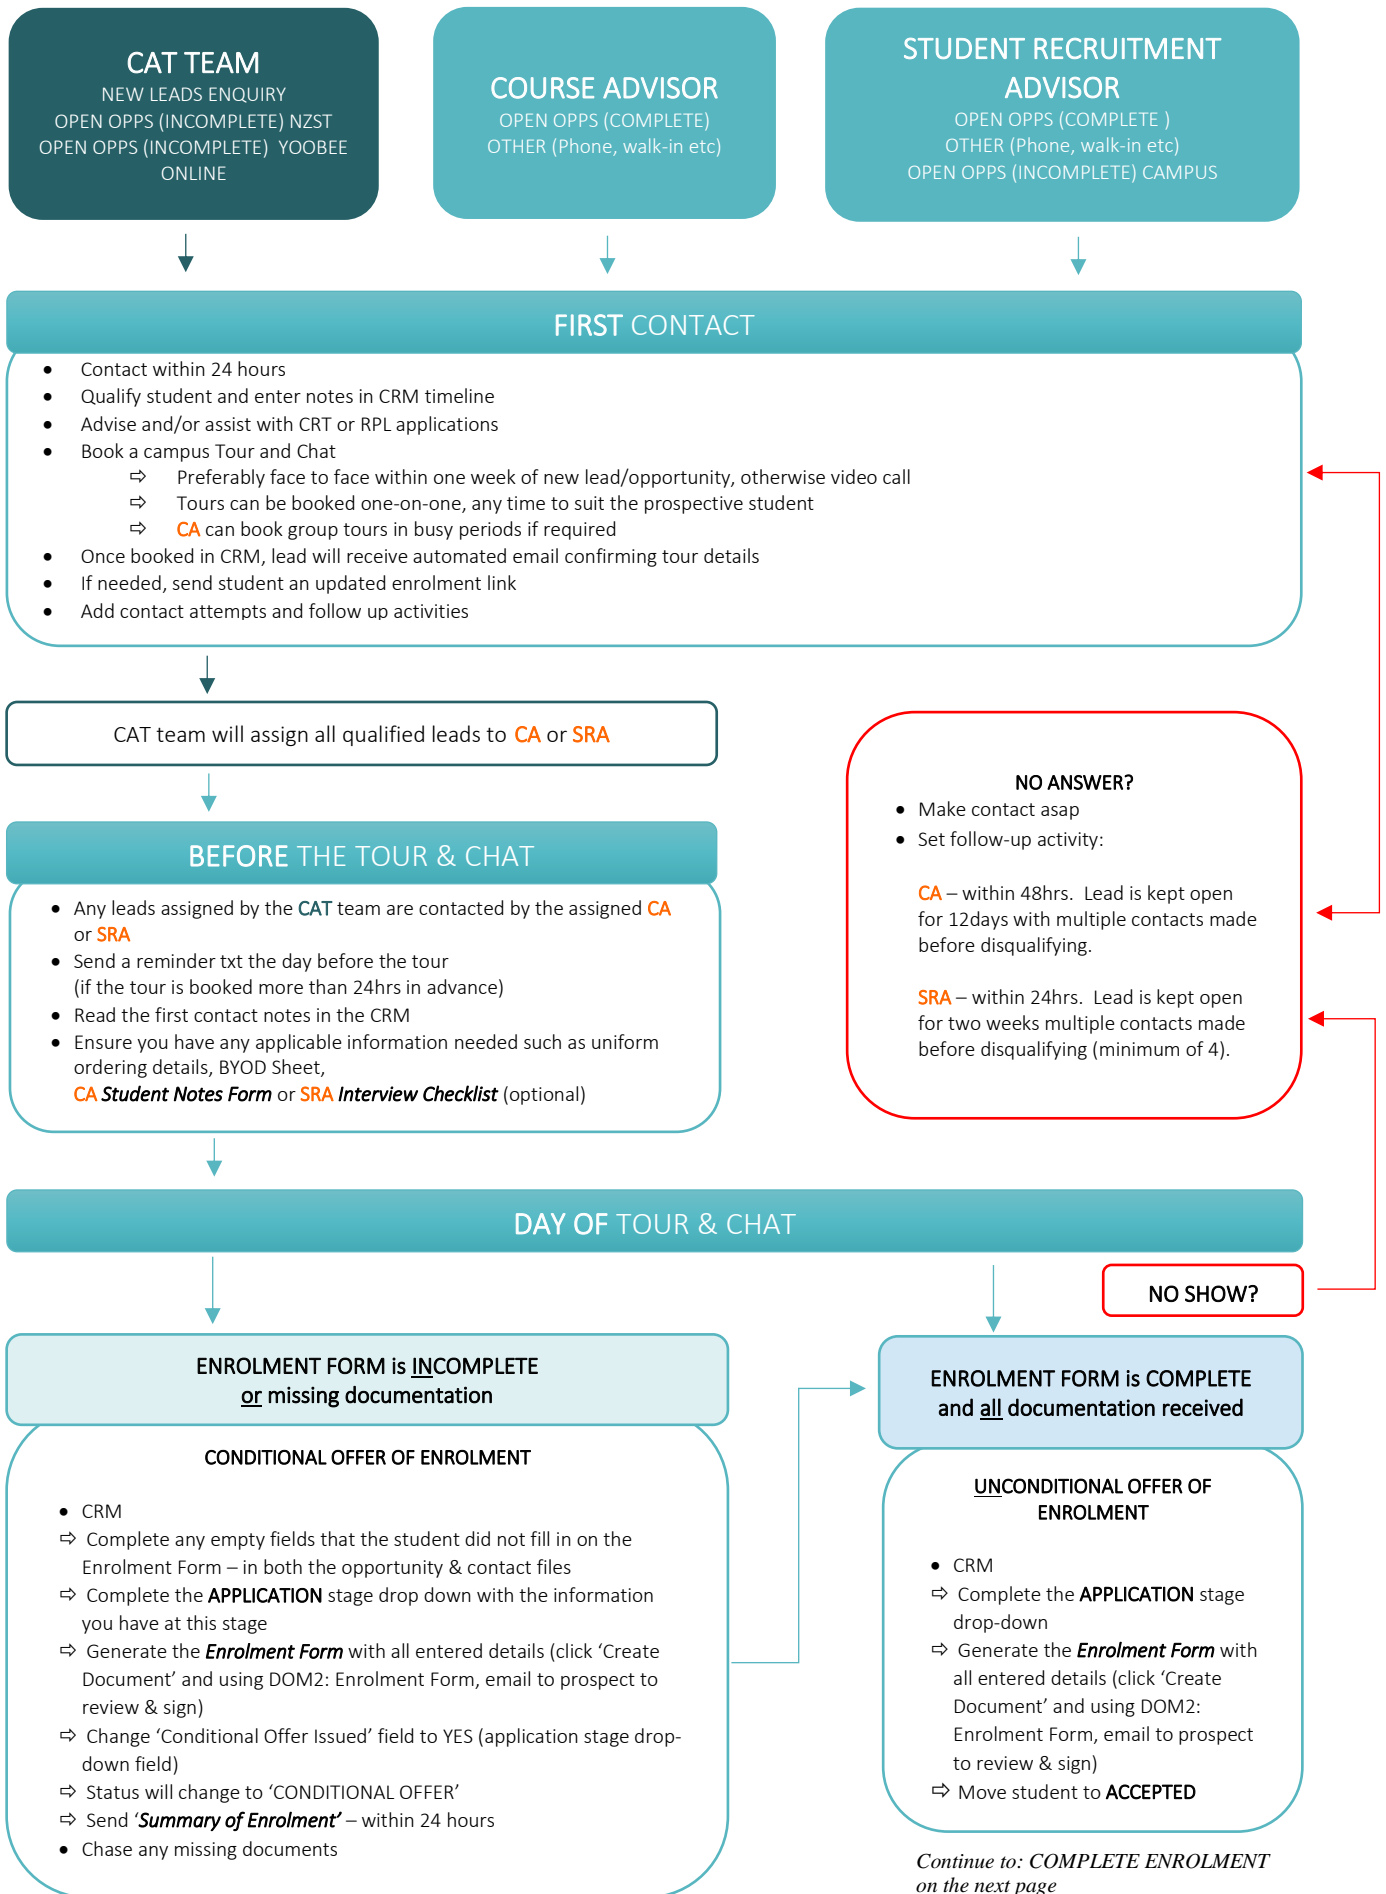 CAT TEAM
NEW LEADS ENQUIRY
OPEN OPPS (INCOMPLETE) NZST
OPEN OPPS (INCOMPLETE) YOOBEE
ONLINE
COURSE ADVISOR
OPEN OPPS (COMPLETE)
OTHER (Phone, walk-in etc)
STUDENT RECRUITMENT
ADVISOR
OPEN OPPS (COMPLETE )
OTHER (Phone, walk-in etc)
OPEN OPPS (INCOMPLETE) CAMPUS
FIRST CONTACT
• Contact within 24 hours
• Qualify student and enter notes in CRM timeline
• Advise and/or assist with CRT or RPL applications
• Book a campus Tour and Chat
⇨ Preferably face to face within one week of new lead/opportunity, otherwise video call
⇨ Tours can be booked one-on-one, any time to suit the prospective student
⇨ CA can book group tours in busy periods if required
• Once booked in CRM, lead will receive automated email confirming tour details
• If needed, send student an updated enrolment link
• Add contact attempts and follow up activities
CAT team will assign all qualified leads to CA or SRA
BEFORE THE TOUR & CHAT
• Any leads assigned by the CAT team are contacted by the assigned CA
or SRA
• Send a reminder txt the day before the tour
(if the tour is booked more than 24hrs in advance)
• Read the first contact notes in the CRM
• Ensure you have any applicable information needed such as uniform
ordering details, BYOD Sheet,
CA Student Notes Form or SRA Interview Checklist (optional)
NO ANSWER?
• Make contact asap
• Set follow-up activity:
CA – within 48hrs. Lead is kept open
for 12days with multiple contacts made
before disqualifying.
SRA – within 24hrs. Lead is kept open
for two weeks multiple contacts made
before disqualifying (minimum of 4).
DAY OF TOUR & CHAT
NO SHOW?
ENROLMENT FORM is INCOMPLETE
or missing documentation
CONDITIONAL OFFER OF ENROLMENT
• CRM
⇨ Complete any empty fields that the student did not fill in on the
Enrolment Form – in both the opportunity & contact files
⇨ Complete the APPLICATION stage drop down with the information
you have at this stage
⇨ Generate the Enrolment Form with all entered details (click ‘Create
Document’ and using DOM2: Enrolment Form, email to prospect to
review & sign)
⇨ Change ‘Conditional Offer Issued’ field to YES (application stage drop-
down field)
⇨ Status will change to ‘CONDITIONAL OFFER’
⇨ Send ‘Summary of Enrolment’ – within 24 hours
• Chase any missing documents
ENROLMENT FORM is COMPLETE
and all documentation received
UNCONDITIONAL OFFER OF
ENROLMENT
• CRM
⇨ Complete the APPLICATION stage
drop-down
⇨ Generate the Enrolment Form with
all entered details (click ‘Create
Document’ and using DOM2:
Enrolment Form, email to prospect
to review & sign)
⇨ Move student to ACCEPTED
Continue to: COMPLETE ENROLMENT
on the next page